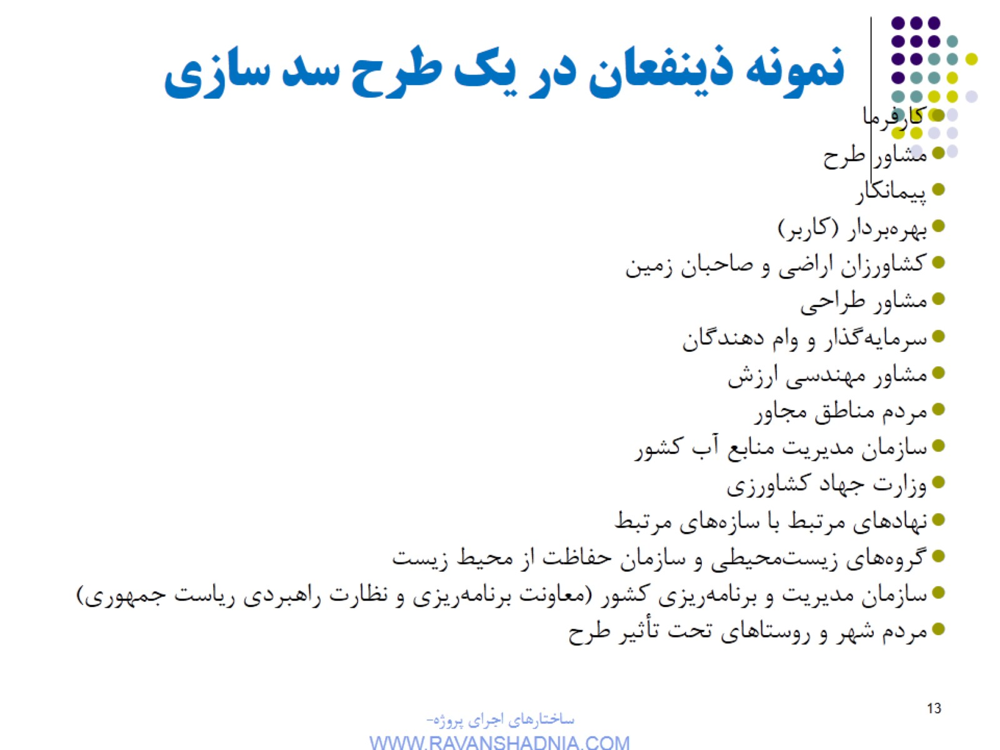 نمونه ذینفعان در یک طرح سد سازی
کارفرما
مشاور طرح
پیمانکار
بهره‌بردار (کاربر)
کشاورزان اراضی و صاحبان زمین
مشاور طراحی
سرمایه‌گذار و وام دهندگان
مشاور مهندسی ارزش
مردم مناطق مجاور
سازمان مدیریت منابع آب کشور
وزارت جهاد کشاورزی
نهادهای مرتبط با سازه‌های مرتبط
گروه‌های زیست‌محیطی و سازمان حفاظت از محیط زیست
سازمان مدیریت و برنامه‌ریزی کشور (معاونت برنامه‌ریزی و نظارت راهبردی ریاست جمهوری)
مردم شهر و روستاهای تحت تأثیر طرح
13
ساختارهای اجرای پروژه-
WWW.RAVANSHADNIA.COM